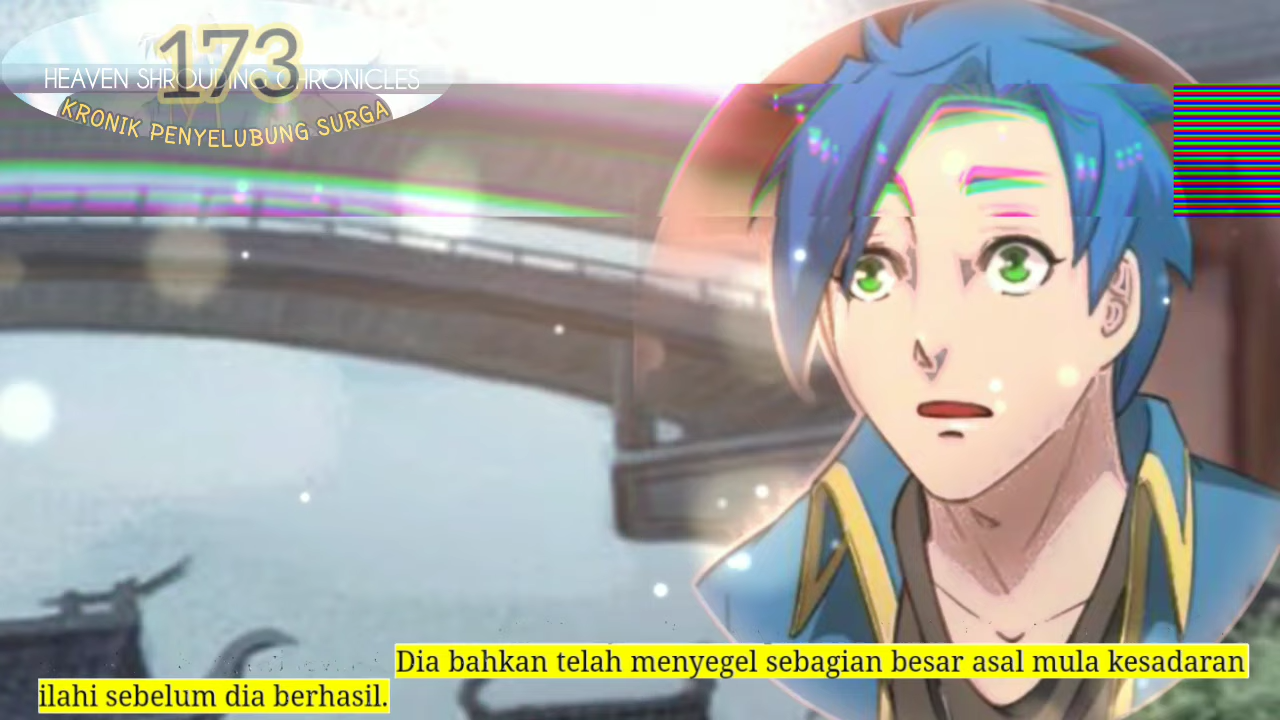 173
HEAVEN SHROUDING CHRONICLES
KRONIK PENYELUBUNG SURGA
Dia bahkan telah menyegel sebagian besar asal mula kesadaran
ilahi sebelum dia berhasil.